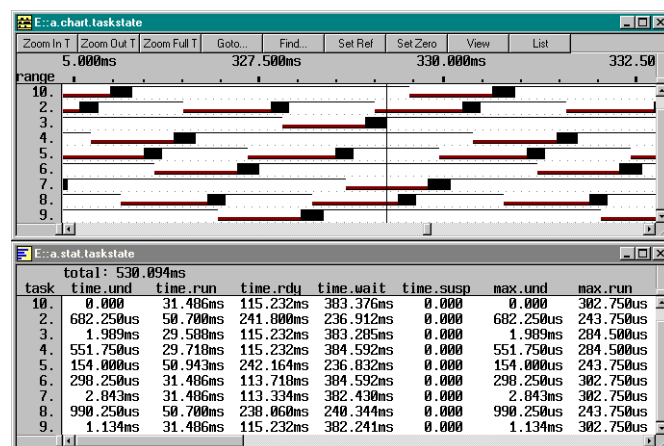 E::a.chart.taskstate
Zoom In T Zoom Out T Zoom Full T Goto... Find... Set Ref Set Zero View List
5.000ms 327.500ms 330.000ms 332.50
range
10.
2.
3.
4.
5.
6.
7.
8.
9.
E::a.stat.taskstate
total: 530.094ms
task time.und time.run time.rdy time.wait time.susp max.und max.run
10. 0.000 31.486ms 115.232ms 383.376ms 0.000 0.000 302.750us
2. 682.250us 50.700ms 241.800ms 236.912ms 0.000 682.250us 243.750us
3. 1.989ms 29.588ms 115.232ms 383.285ms 0.000 1.989ms 284.500us
4. 551.750us 29.718ms 115.232ms 384.592ms 0.000 551.750us 284.500us
5. 154.000us 50.943ms 242.164ms 236.832ms 0.000 154.000us 243.750us
6. 298.250us 31.486ms 113.718ms 384.592ms 0.000 298.250us 302.750us
7. 2.843ms 31.486ms 113.334ms 382.430ms 0.000 2.843ms 302.750us
8. 990.250us 50.700ms 238.060ms 240.344ms 0.000 990.250us 243.750us
9. 1.134ms 31.486ms 115.232ms 382.241ms 0.000 1.134ms 302.750us